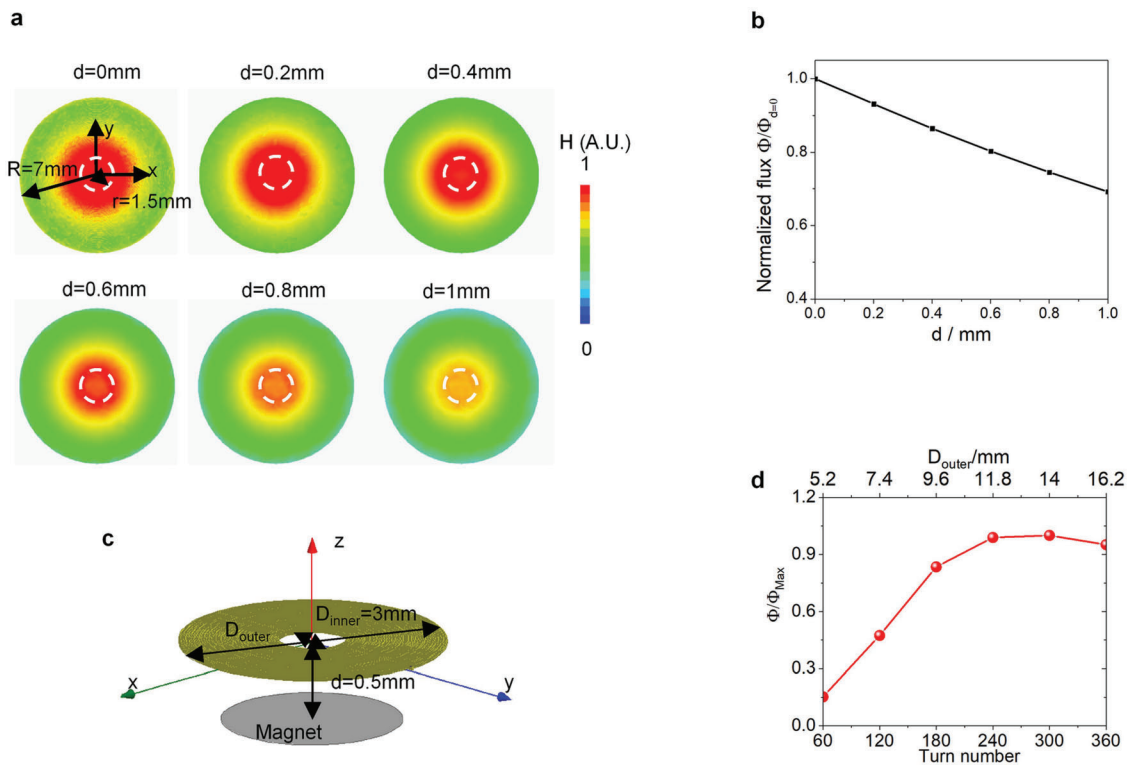 a
d=0mm
d=0.2mm
d=0.4mm
y
x
R=7mm
r=1.5mm
H (A.U.)
1
0
d=0.6mm
d=0.8mm
d=1mm
b
Normalized flux Φ/Φd=0
1.0
0.8
0.6
0.4
0.0 0.2 0.4 0.6 0.8 1.0
d / mm
c
z
Dinner=3mm
Douter
x
d=0.5mm
y
Magnet
d
Douter/mm
5.2 7.4 9.6 11.8 14 16.2
Φ/ΦMax
1.2
0.9
0.6
0.3
0.0
60 120 180 240 300 360
Turn number